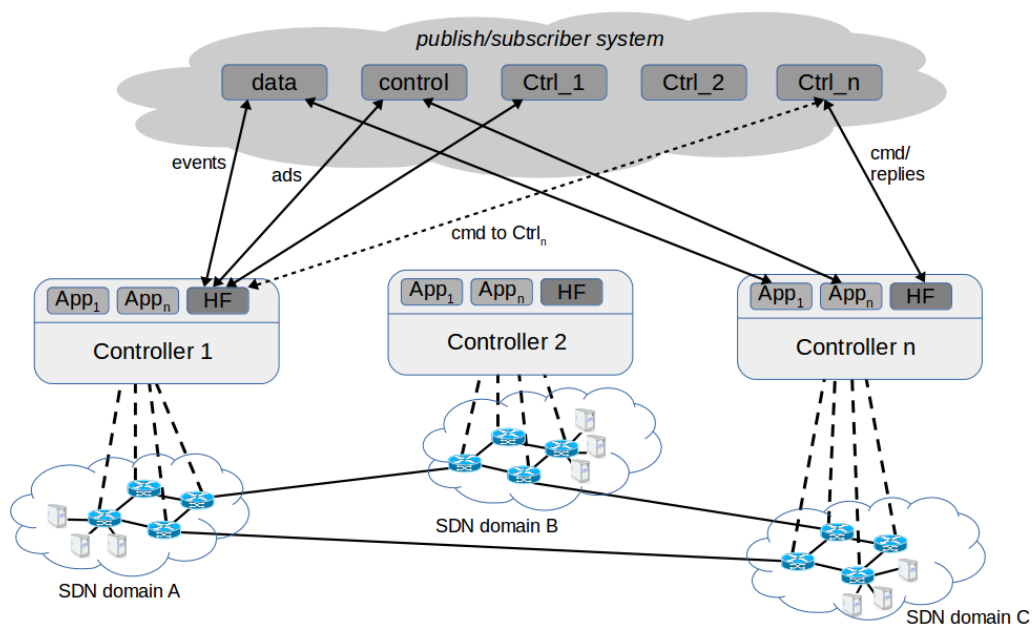 publish/subscriber system
data control Ctrl_1 Ctrl_2 Ctrl_n
events
ads
cmd/
replies
cmd to Ctrlₙ
App₁ Appₙ HF
Controller 1
App₁ Appₙ HF
Controller 2
App₁ Appₙ HF
Controller n
SDN domain A
SDN domain B
SDN domain C